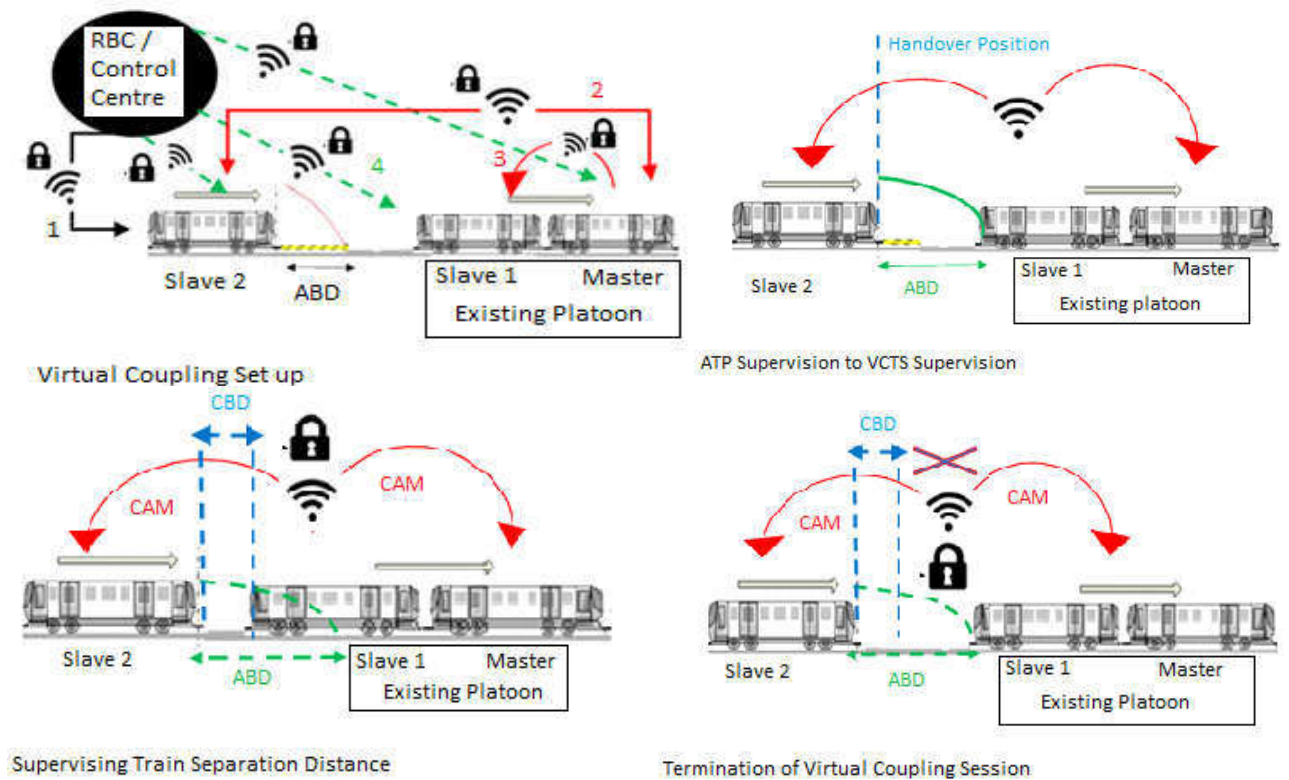 RBC /
Control
Centre
2
3
4
1
Slave 2
ABD
Slave 1 Master
Existing Platoon
Virtual Coupling Set up
Handover Position
Slave 2
ABD
Slave 1 Master
Existing platoon
ATP Supervision to VCTS Supervision
CBD
CAM
CAM
Slave 2
ABD
Slave 1 Master
Existing Platoon
Supervising Train Separation Distance
CBD
CAM
CAM
Slave 2
ABD
Slave 1 Master
Existing Platoon
Termination of Virtual Coupling Session